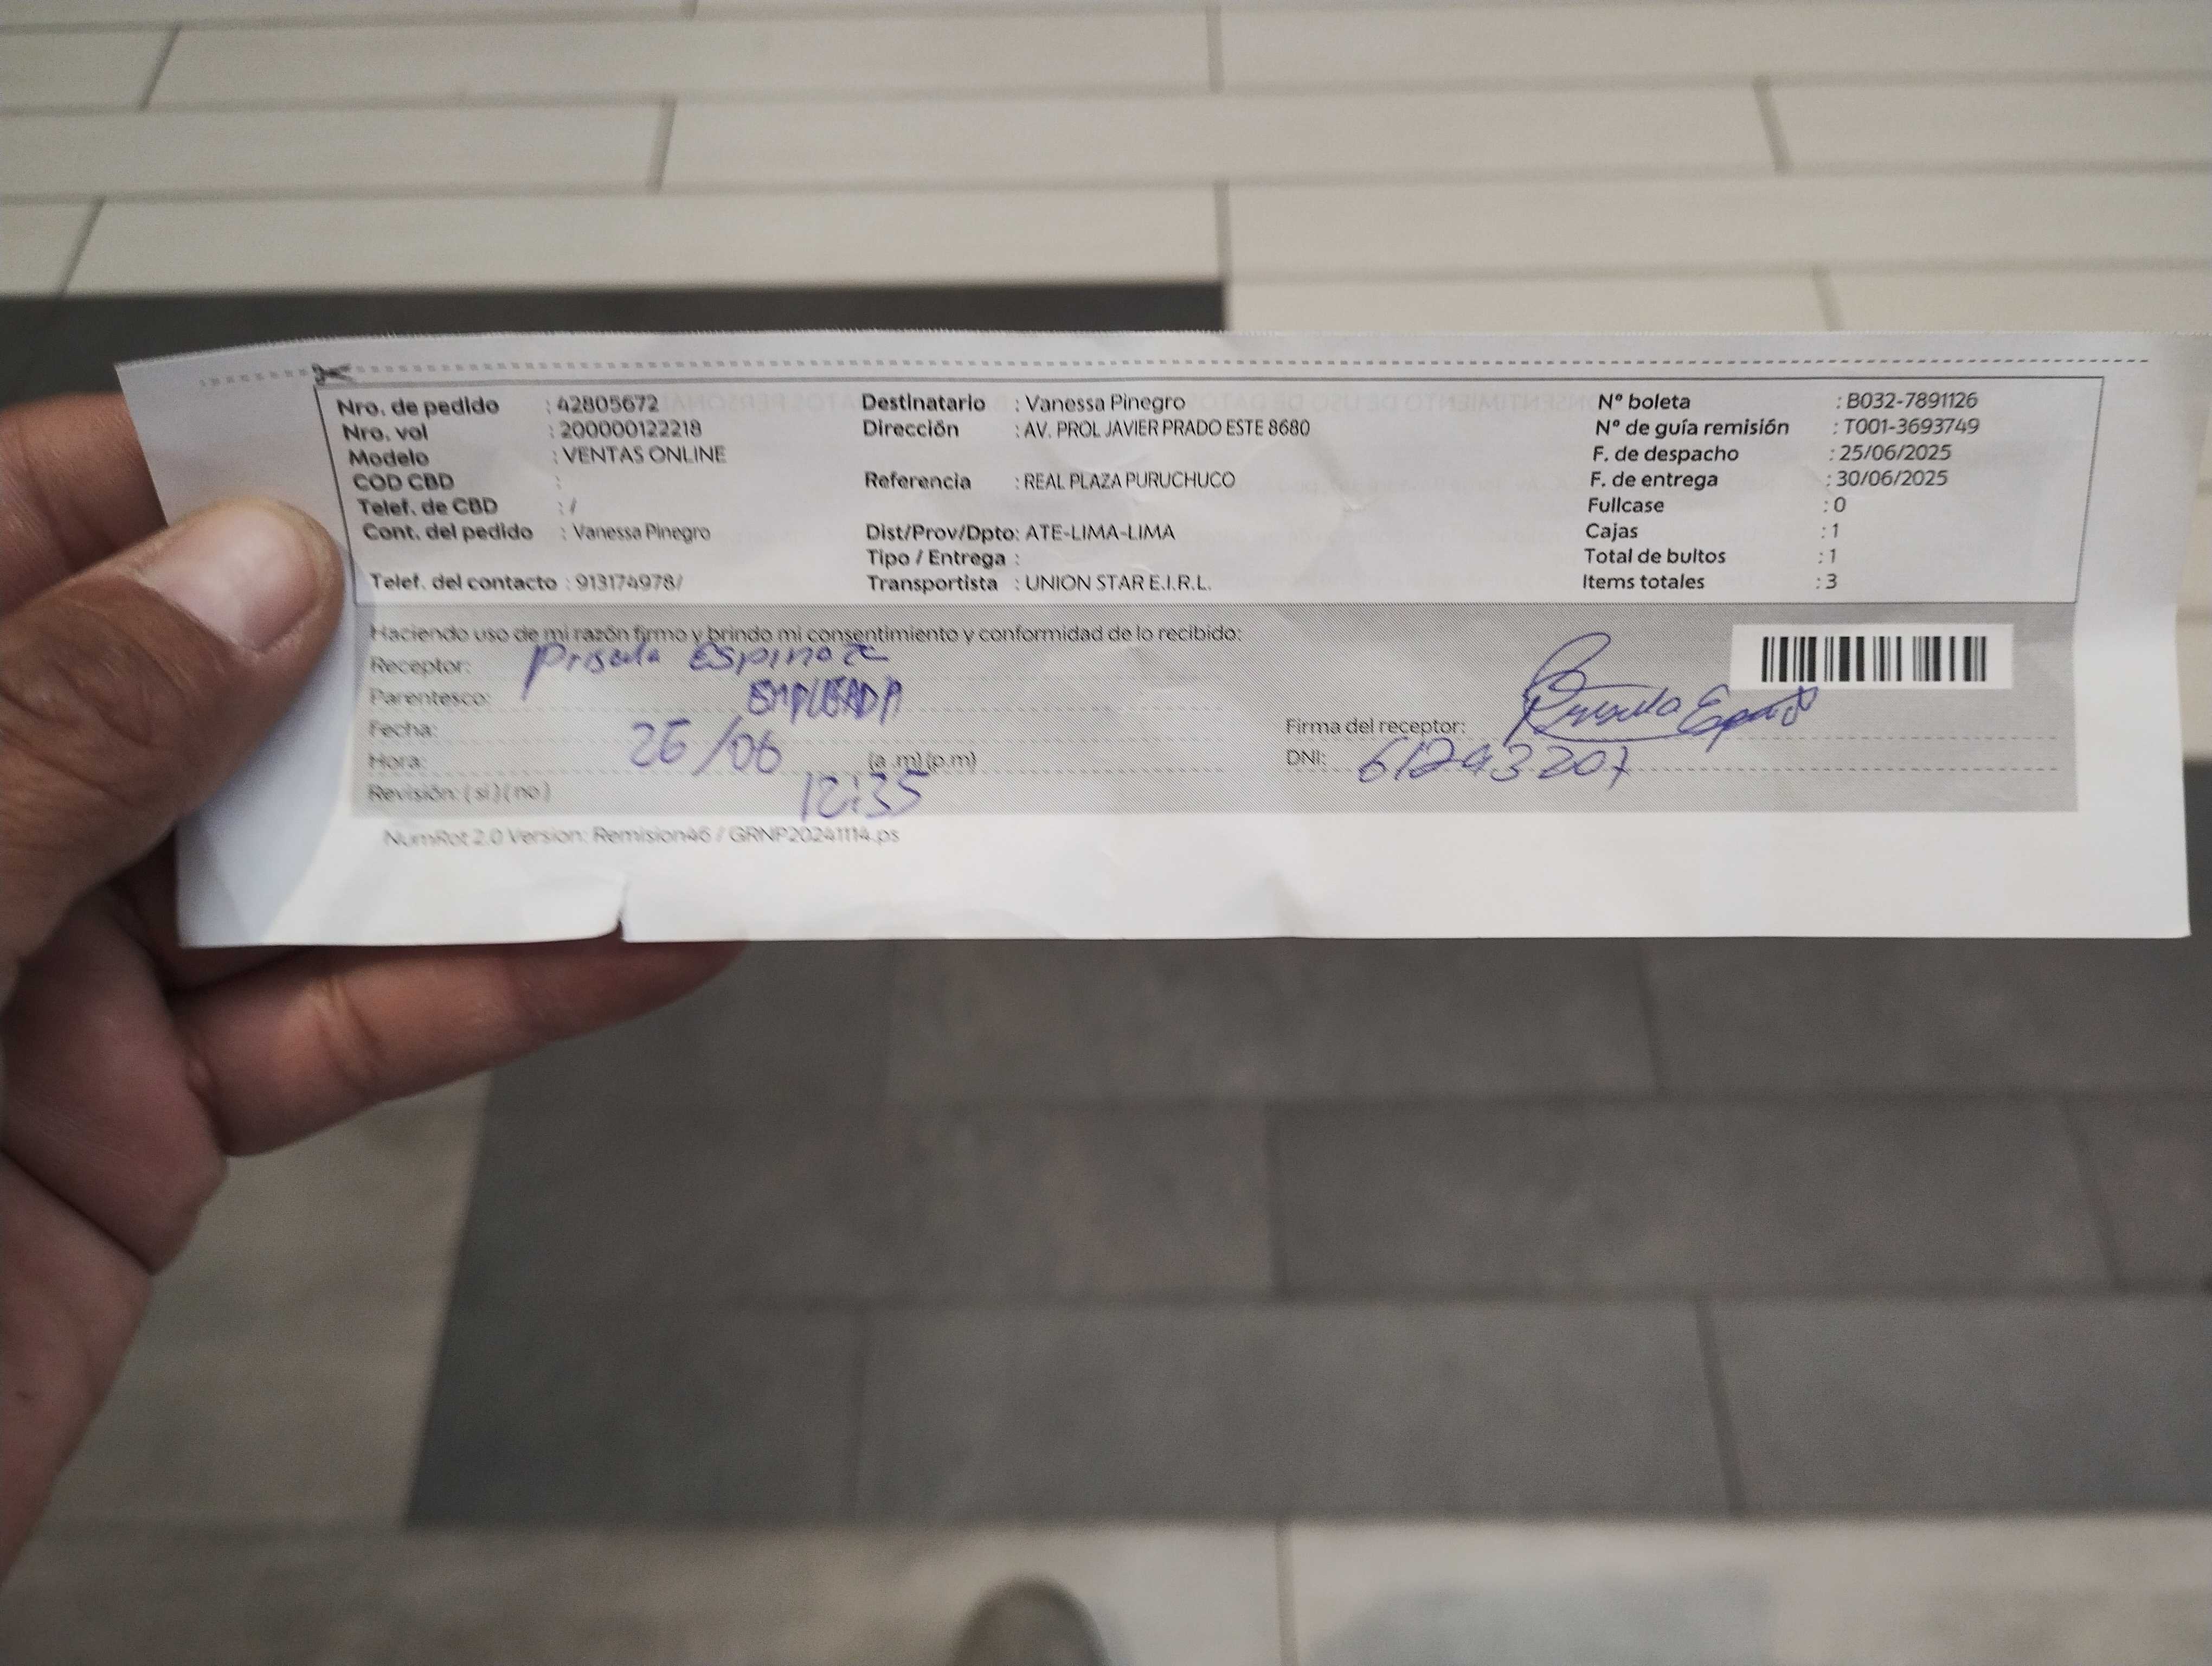 Nro. de pedido : 42805672
Nro. vol : 200000122218
Modelo : VENTAS ONLINE
COD CBD :
Telef. de CBD : /
Cont. del pedido : Vanessa Pinegro
Telef. del contacto : 913174978/
Destinatario : Vanessa Pinegro
Dirección : AV. PROL JAVIER PRADO ESTE 8680
Referencia : REAL PLAZA PURUCHUCO
Dist/Prov/Dpto: ATE-LIMA-LIMA
Tipo / Entrega :
Transportista : UNION STAR E.I.R.L.
Nº boleta : B032-7891126
Nº de guía remisión : T001-3693749
F. de despacho : 25/06/2025
F. de entrega : 30/06/2025
Fullcase : 0
Cajas : 1
Total de bultos : 1
Items totales : 3
Haciendo uso de mi razón firmo y brindo mi consentimiento y conformidad de lo recibido:
Receptor: Priscila Espinoza
Parentesco: EMPLEADA
Fecha: 26/06
Hora: (a .m) (p.m)
12:35
Revisión: ( si ) ( no )
Firma del receptor:
DNI: 61293207
NumRot 2.0 Version: Remision46 / GRNP20241114.ps